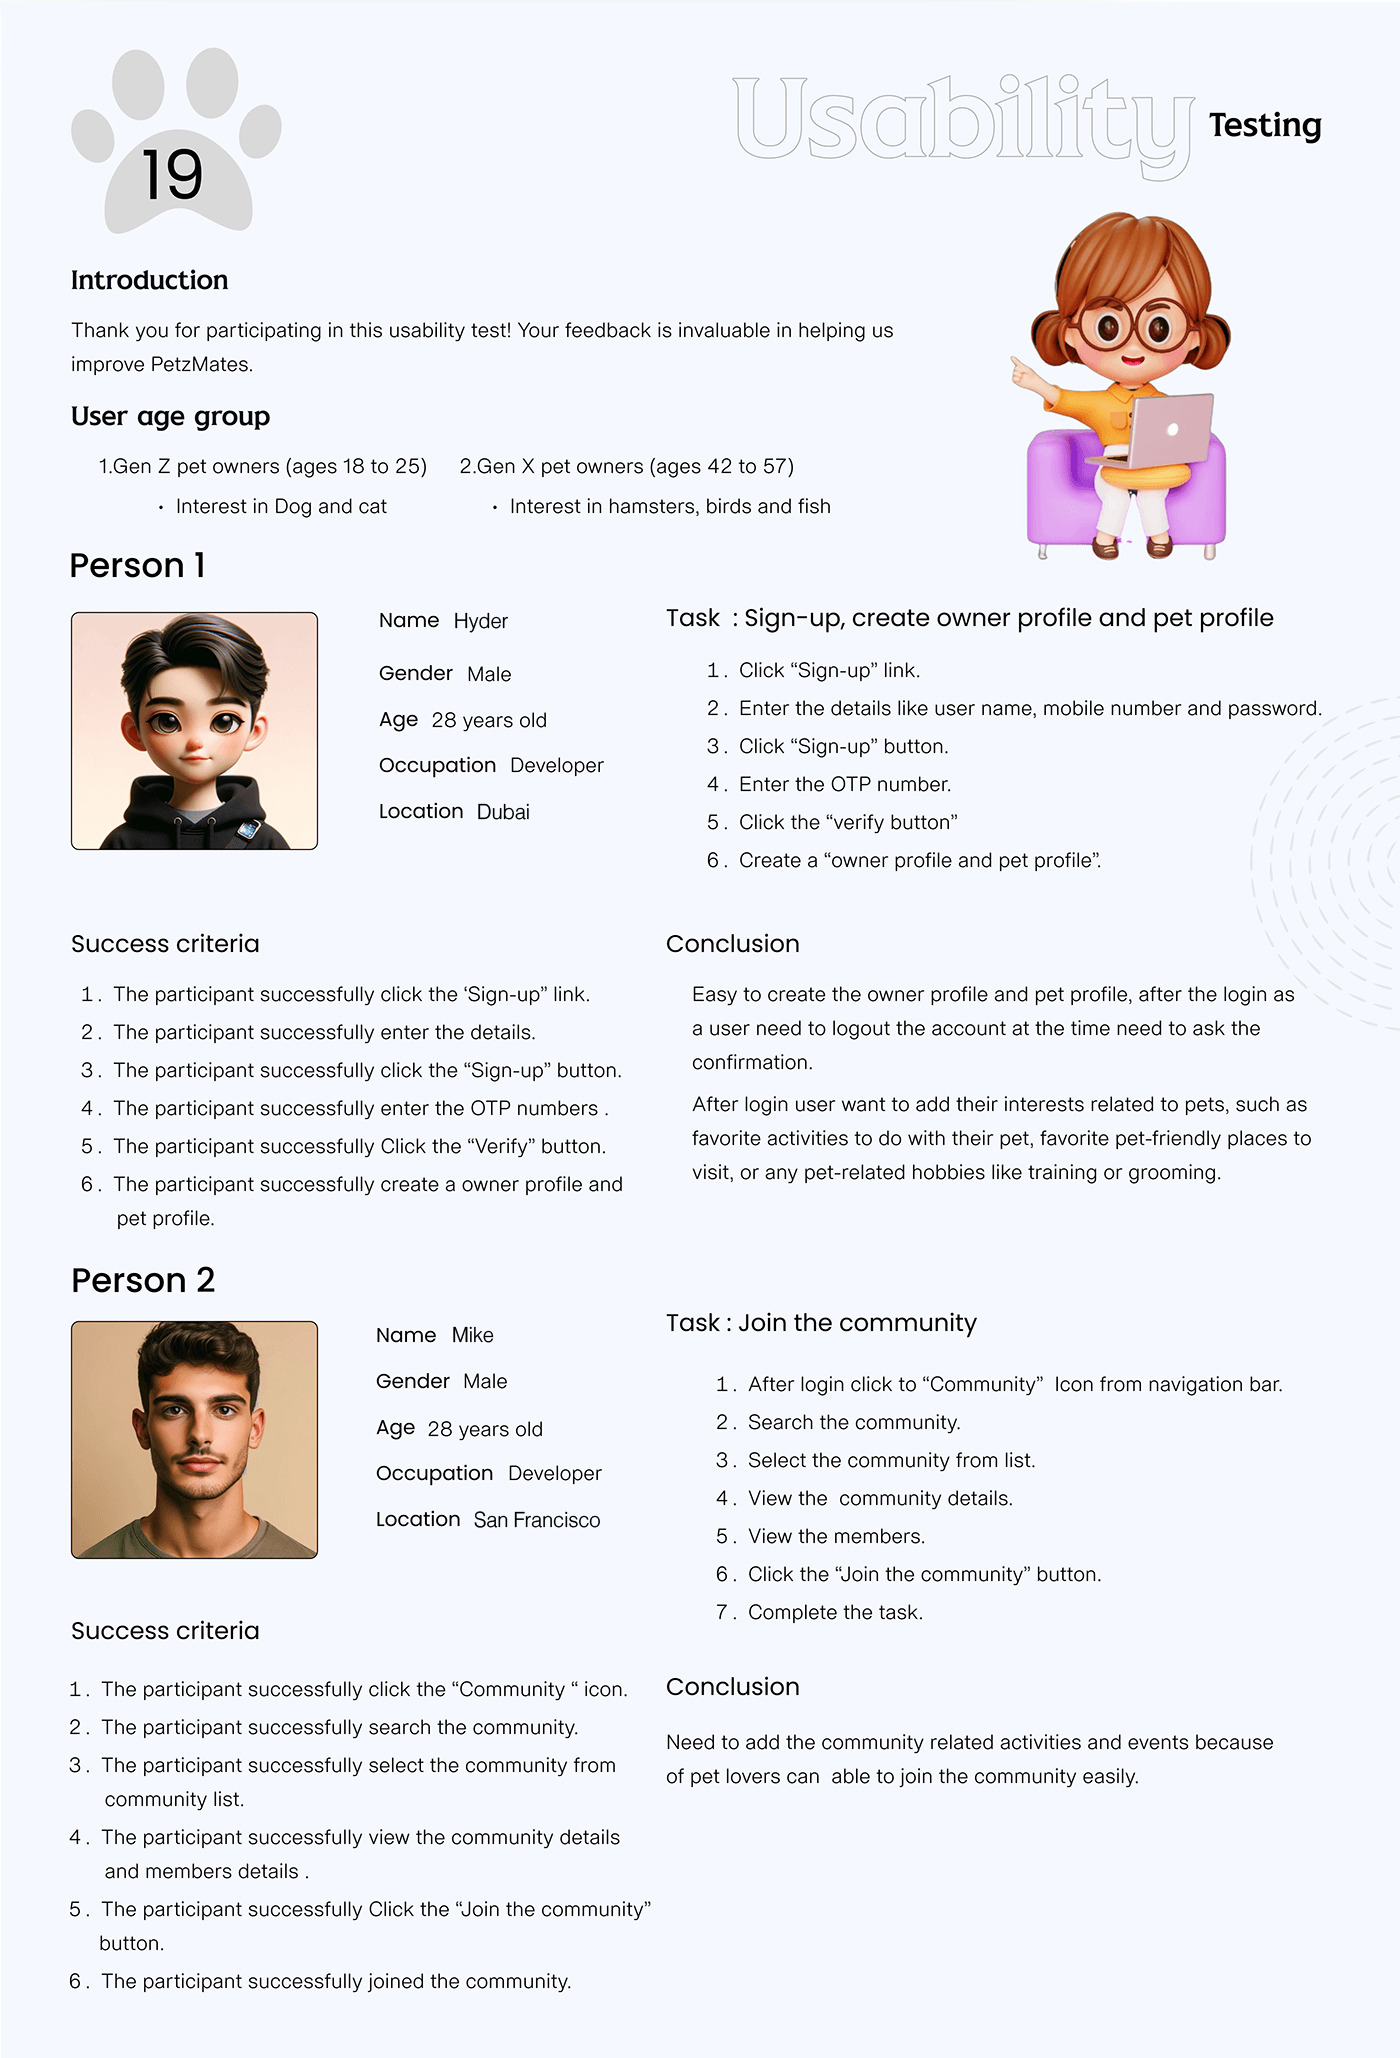 19
Usability Testing
Introduction
Thank you for participating in this usability test! Your feedback is invaluable in helping us
improve PetzMates.
User age group
1.Gen Z pet owners (ages 18 to 25)
• Interest in Dog and cat
2.Gen X pet owners (ages 42 to 57)
• Interest in hamsters, birds and fish
Person 1
Name Hyder
Gender Male
Age 28 years old
Occupation Developer
Location Dubai
Task : Sign-up, create owner profile and pet profile
1. Click “Sign-up” link.
2. Enter the details like user name, mobile number and password.
3. Click “Sign-up” button.
4. Enter the OTP number.
5. Click the “verify button”
6. Create a “owner profile and pet profile”.
Success criteria
1. The participant successfully click the ‘Sign-up” link.
2. The participant successfully enter the details.
3. The participant successfully click the “Sign-up” button.
4. The participant successfully enter the OTP numbers .
5. The participant successfully Click the “Verify” button.
6. The participant successfully create a owner profile and
pet profile.
Conclusion
Easy to create the owner profile and pet profile, after the login as
a user need to logout the account at the time need to ask the
confirmation.
After login user want to add their interests related to pets, such as
favorite activities to do with their pet, favorite pet-friendly places to
visit, or any pet-related hobbies like training or grooming.
Person 2
Name Mike
Gender Male
Age 28 years old
Occupation Developer
Location San Francisco
Task : Join the community
1. After login click to “Community” Icon from navigation bar.
2. Search the community.
3. Select the community from list.
4. View the community details.
5. View the members.
6. Click the “Join the community” button.
7. Complete the task.
Success criteria
1. The participant successfully click the “Community “ icon.
2. The participant successfully search the community.
3. The participant successfully select the community from
community list.
4. The participant successfully view the community details
and members details .
5. The participant successfully Click the “Join the community”
button.
6. The participant successfully joined the community.
Conclusion
Need to add the community related activities and events because
of pet lovers can able to join the community easily.